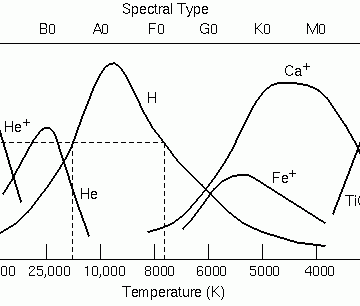 Spectral Type
B0 A0 F0 G0 K0 M0
Ca+
H
He+
Fe+
He
TiO
000 25,000 10,000 8000 6000 5000 4000
Temperature (K)